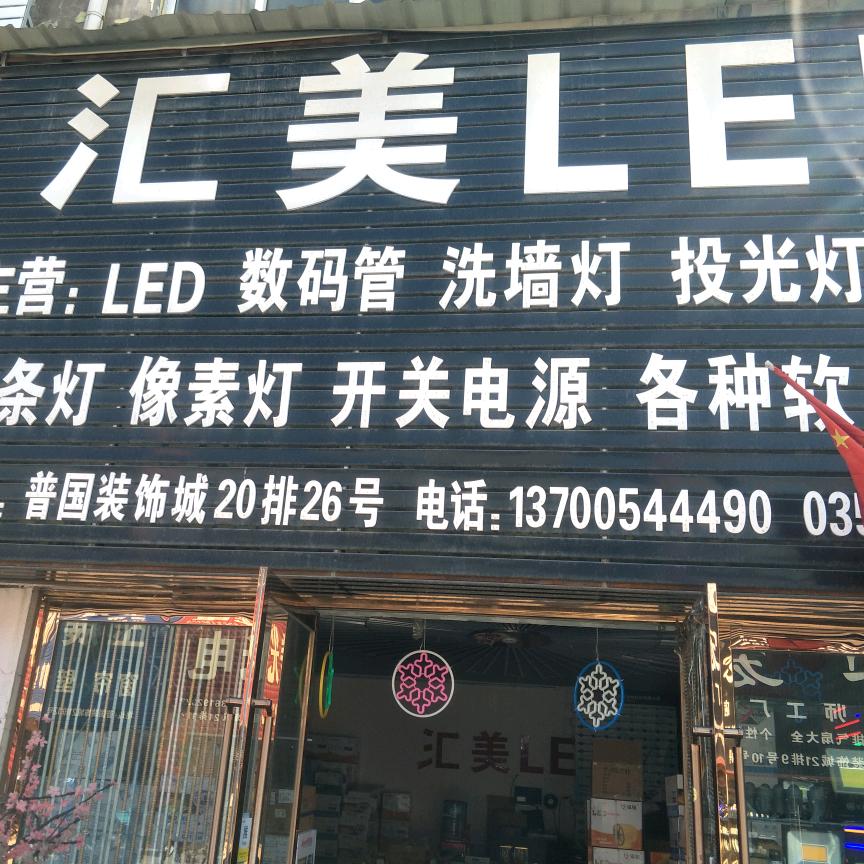 汇美LE
主营：LED 数码管 洗墙灯 投光灯
条灯 像素灯 开关电源 各种软
：普国装饰城20排26号 电话：13700544490 035
汇美LE